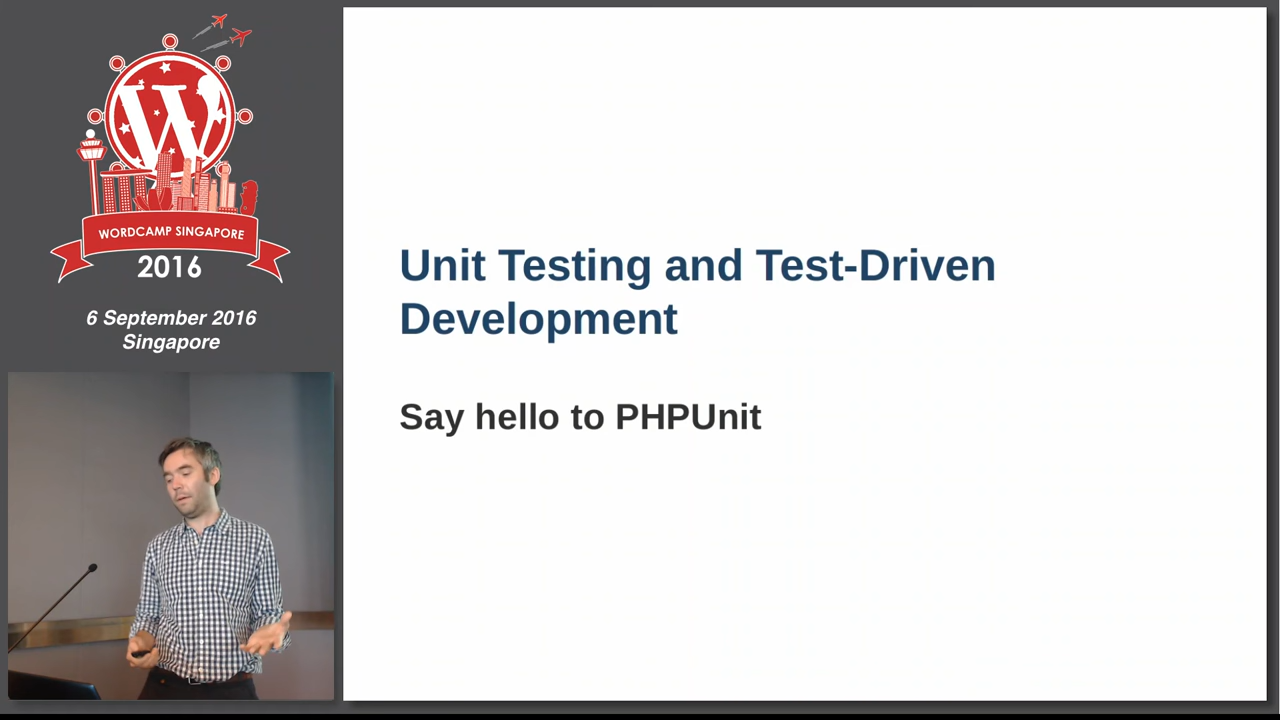 W
WORDCAMP SINGAPORE
2016
6 September 2016
Singapore
Unit Testing and Test-Driven
Development
Say hello to PHPUnit